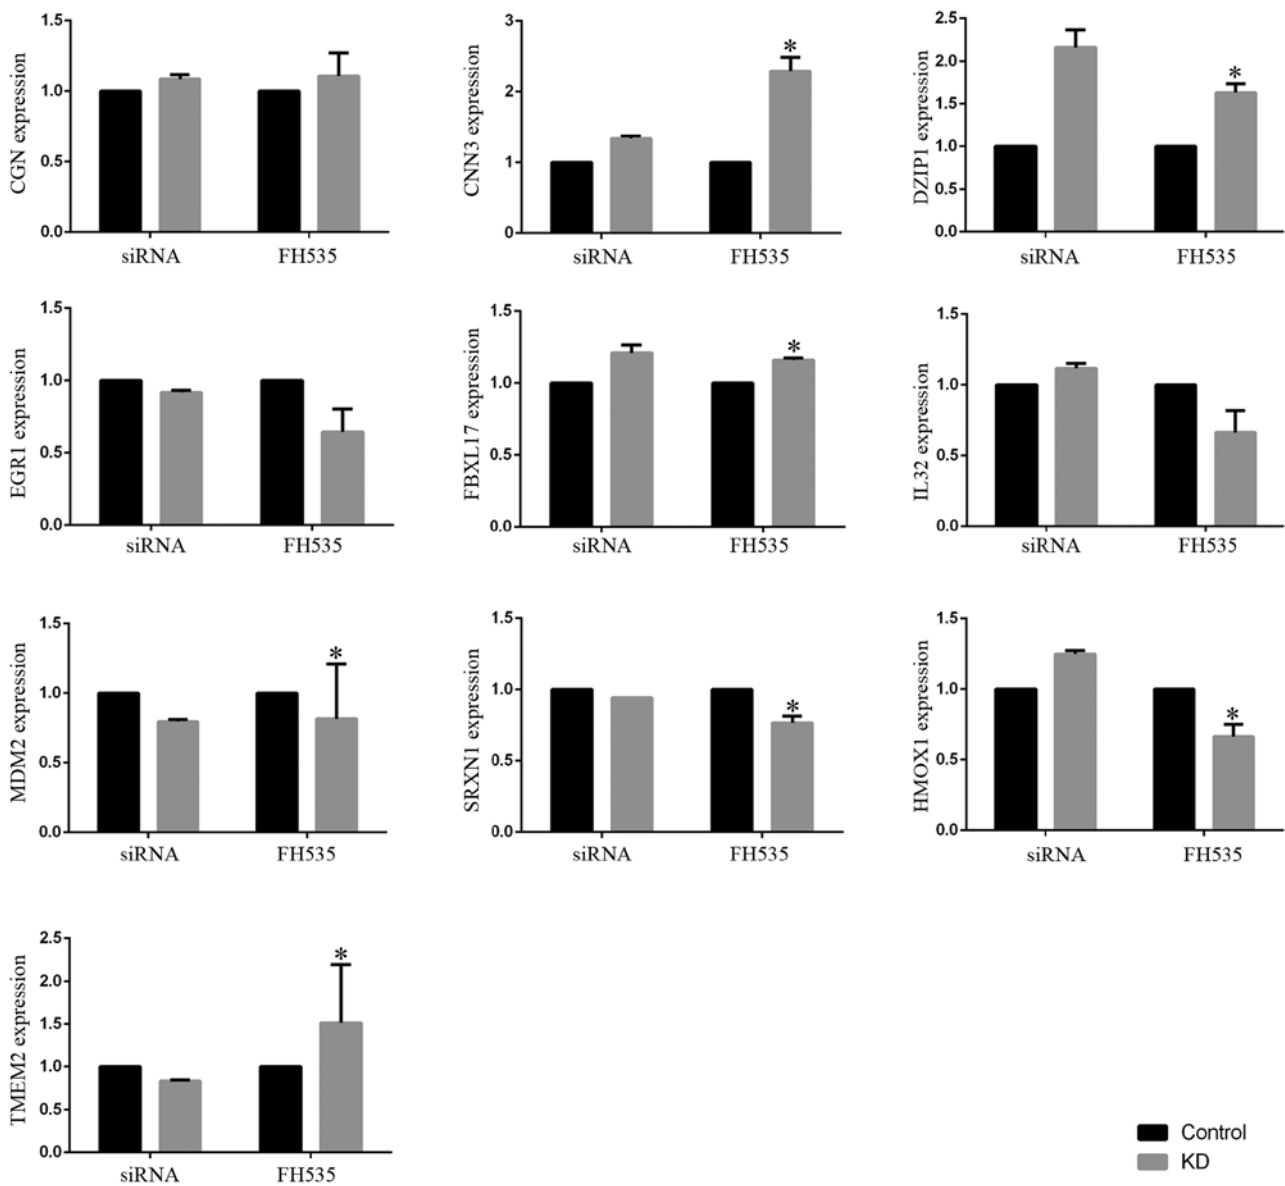 CGN expression
1.5
1.0
0.5
0.0
siRNA FH535
CNN3 expression
3
2
1
0
*
siRNA FH535
DZIP1 expression
2.5
2.0
1.5
1.0
0.5
0.0
*
siRNA FH535
EGR1 expression
1.5
1.0
0.5
0.0
siRNA FH535
FBXL17 expression
1.5
1.0
0.5
0.0
*
siRNA FH535
IL32 expression
1.5
1.0
0.5
0.0
siRNA FH535
MDM2 expression
1.5
1.0
0.5
0.0
*
siRNA FH535
SRXN1 expression
1.5
1.0
0.5
0.0
*
siRNA FH535
HMOX1 expression
1.5
1.0
0.5
0.0
*
siRNA FH535
TMEM2 expression
2.5
2.0
1.5
1.0
0.5
0.0
*
siRNA FH535
Control
KD